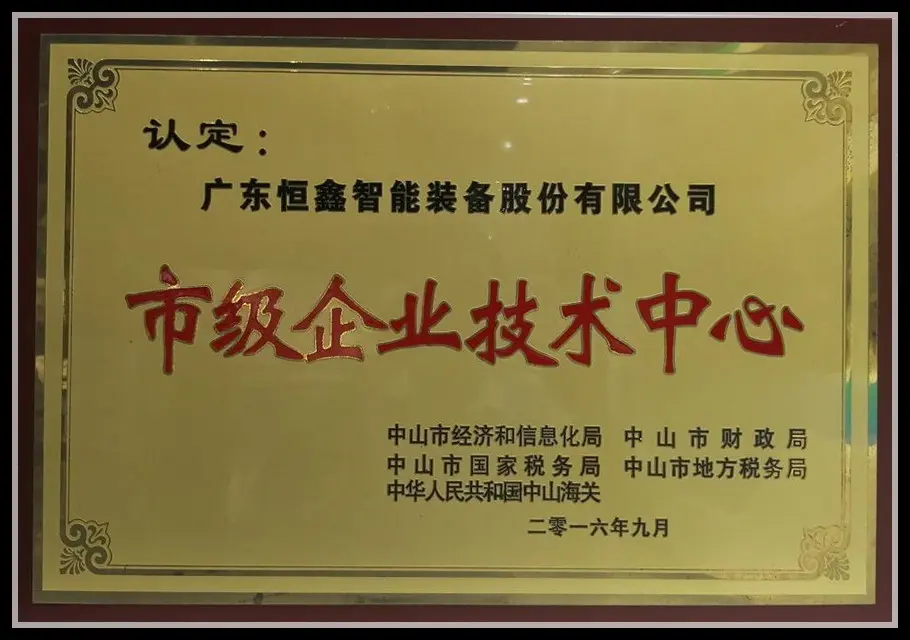 认定：
广东恒鑫智能装备股份有限公司
市级企业技术中心
中山市经济和信息化局 中山市财政局
中山市国家税务局 中山市地方税务局
中华人民共和国中山海关
二零一六年九月